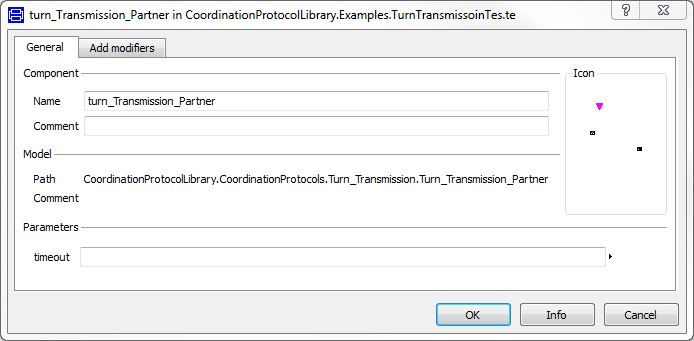 turn_Transmission_Partner in CoordinationProtocolLibrary.Examples.TurnTransmissoinTes.te
General
Add modifiers
Component
Icon
Name turn_Transmission_Partner
Comment
Model
Path CoordinationProtocolLibrary.CoordinationProtocols.Turn_Transmission.Turn_Transmission_Partner
Comment
Parameters
timeout
OK
Info
Cancel